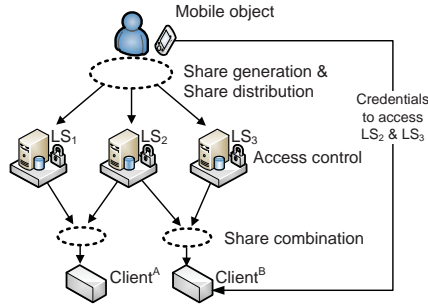 Mobile object
Share generation &
Share distribution
Credentials
to access
LS2 & LS3
LS1
LS2
LS3
Access control
Share combination
ClientA
ClientB